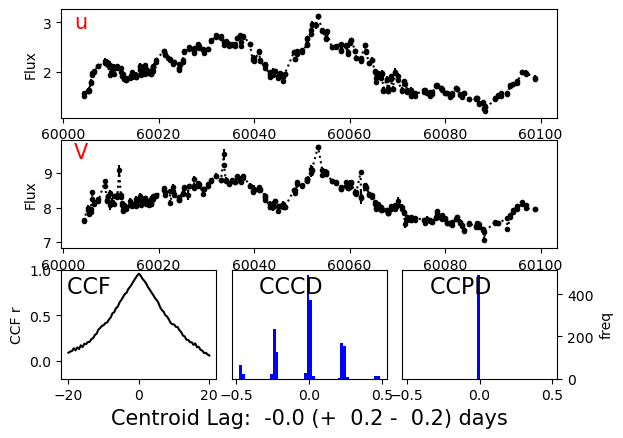 u
Flux
3
2
60000 60020 60040 60060 60080 60100
V
Flux
9
8
7
60000 60020 60040 60060 60080 60100
CCF
CCF r
1.0
0.5
0.0
−20 0 20
CCCD
−0.5 0.0 0.5
CCPD
400
200
0
freq
−0.5 0.0 0.5
Centroid Lag: -0.0 (+ 0.2 - 0.2) days